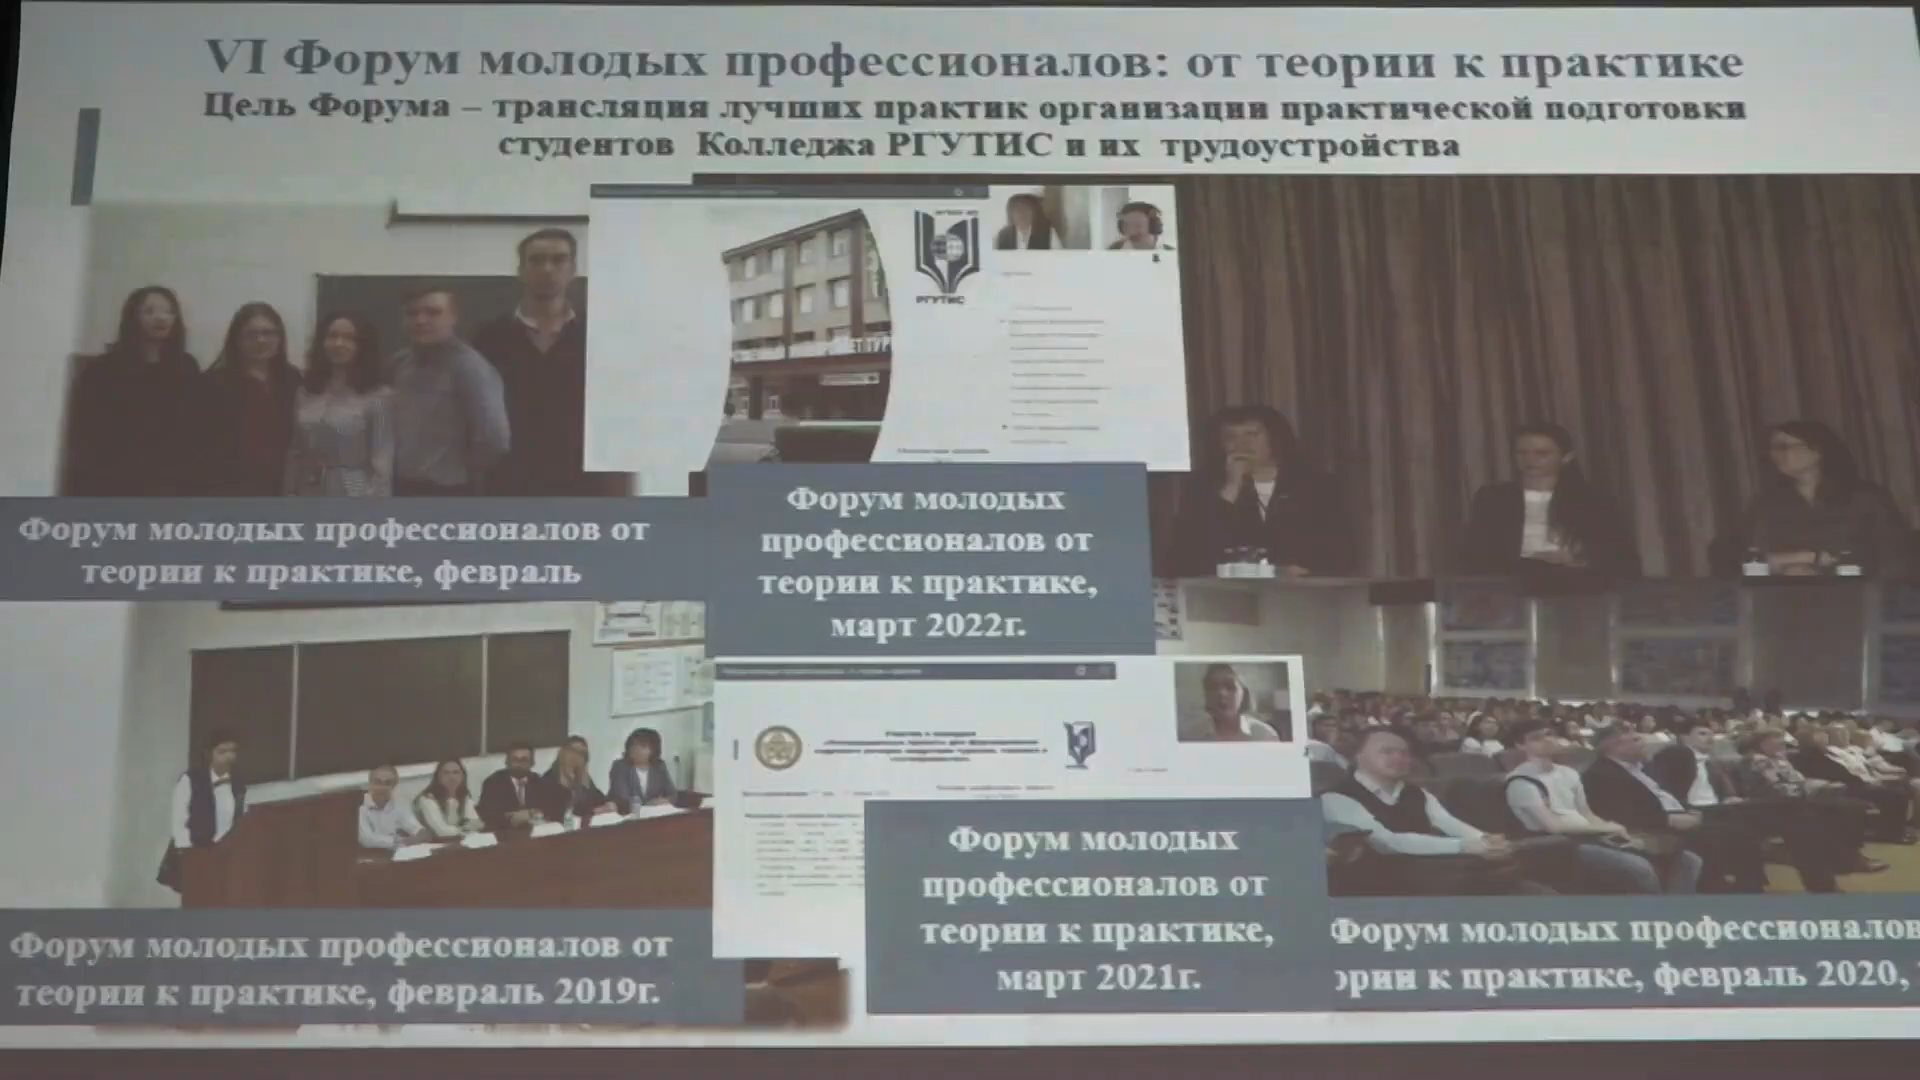 VI Форум молодых профессионалов: от теории к практике
Цель Форума – трансляция лучших практик организации практической подготовки
студентов Колледжа РГУТИС и их трудоустройства
РГУТИС
Форум молодых профессионалов от
теории к практике, февраль
Форум молодых
профессионалов от
теории к практике,
март 2022г.
Форум молодых профессионалов от
теории к практике, февраль 2019г.
Форум молодых
профессионалов от
теории к практике,
март 2021г.
Форум молодых профессионалов
ории к практике, февраль 2020,